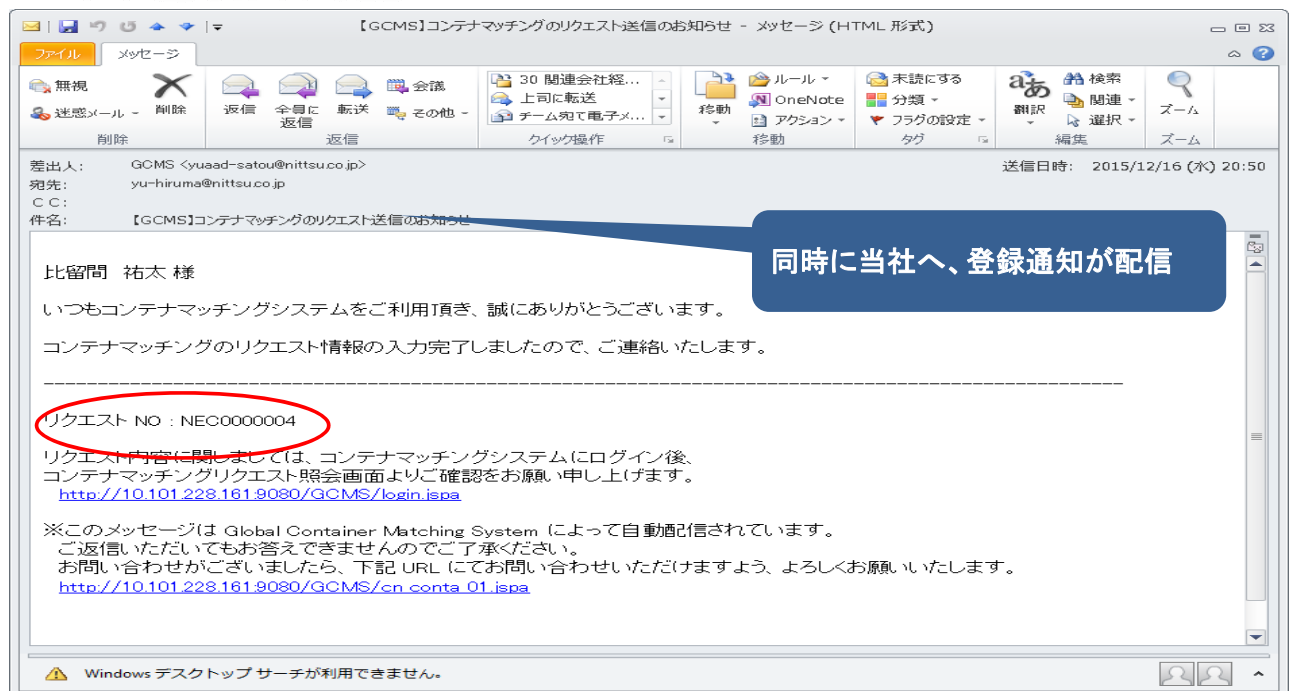 【GCMS】コンテナマッチングのリクエスト送信のお知らせ - メッセージ (HTML 形式)
ファイル メッセージ
無視
迷惑メール
削除
返信
全員に返信
転送
会議
その他
30 関連会社経...
上司に転送
チーム宛て電子メ...
移動
ルール
OneNote
アクション
未読にする
分類
フラグの設定
翻訳
検索
関連
選択
ズーム
削除 返信 クイック操作 移動 タグ 編集 ズーム
差出人: GCMS <yuaad-satou@nittsu.co.jp> 送信日時: 2015/12/16 (水) 20:50
宛先: yu-hiruma@nittsu.co.jp
CC:
件名: 【GCMS】コンテナマッチングのリクエスト送信のお知らせ
同時に当社へ、登録通知が配信
比留間 祐太 様
いつもコンテナマッチングシステムをご利用頂き、誠にありがとうございます。
コンテナマッチングのリクエスト情報の入力完了しましたので、ご連絡いたします。
------------------------------------------------------------------------------------------
リクエスト NO : NEC0000004
リクエスト内容に関しましては、コンテナマッチングシステムにログイン後、
コンテナマッチングリクエスト照会画面よりご確認をお願い申し上げます。
http://10.101.228.161:9080/GCMS/login.jspa
※このメッセージは Global Container Matching System によって自動配信されています。
ご返信いただいてもお答えできませんのでご了承ください。
お問い合わせがございましたら、下記 URL にてお問い合わせいただけますよう、よろしくお願いいたします。
http://10.101.228.161:9080/GCMS/cn_conta_01.jspa
Windows デスクトップ サーチが利用できません。